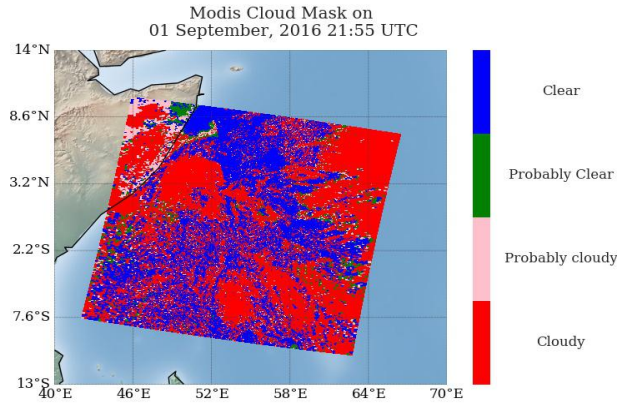 Modis Cloud Mask on
01 September, 2016 21:55 UTC
14°N
8.6°N
3.2°N
2.2°S
7.6°S
13°S
40°E 46°E 52°E 58°E 64°E 70°E
Clear
Probably Clear
Probably cloudy
Cloudy